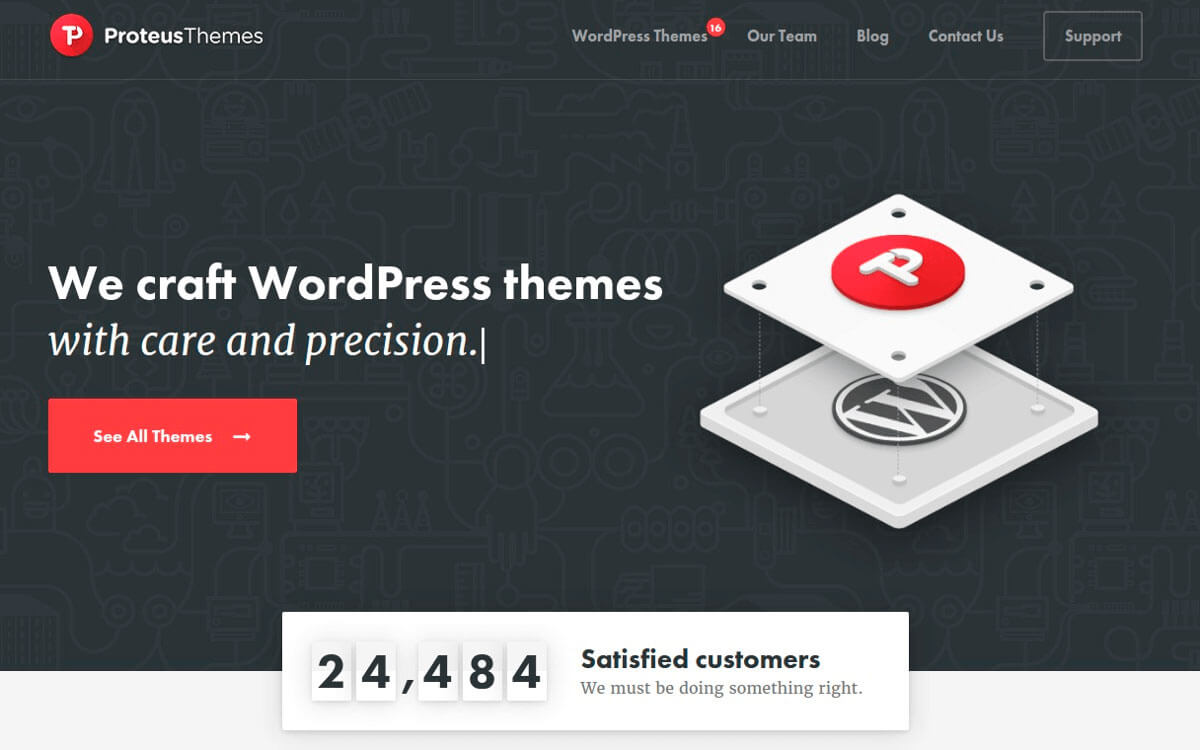 ProteusThemes
WordPress Themes 16
Our Team
Blog
Contact Us
Support
We craft WordPress themes
with care and precision.
See All Themes →
24,484
Satisfied customers
We must be doing something right.